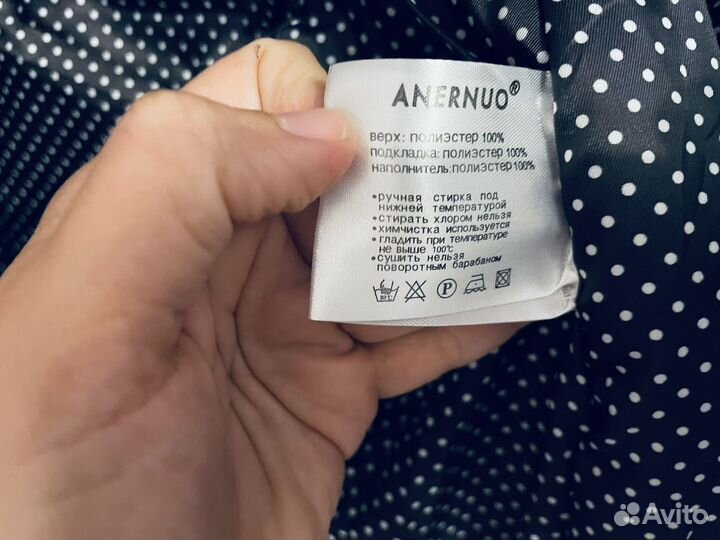 ANERNUO®
верх: полиэстер 100%
подкладка: полиэстер 100%
наполнитель:полиэстер 100%
•ручная стирка под
нижней температурой
•стирать хлором нельзя
•химчистка используется
•гладить при температуре
не выше 100°C
•сушить нельзя
поворотным барабаном
30°C
P
Avito